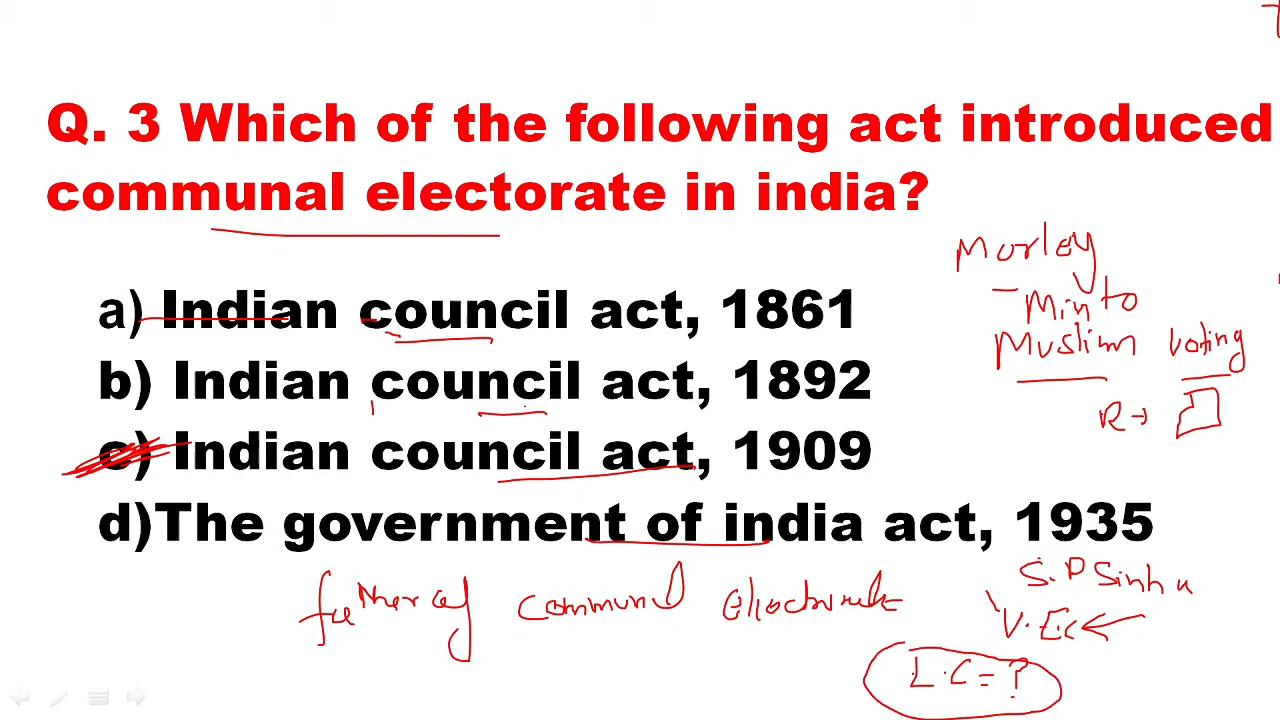 Q. 3 Which of the following act introduced
communal electorate in india?
Morley
- Minto
a) Indian council act, 1861
Muslim voting
b) Indian council act, 1892
R →
c) Indian council act, 1909
d)The government of india act, 1935
S.P Sinha
father of communal electorate
V. Ec ←
L.C = ?